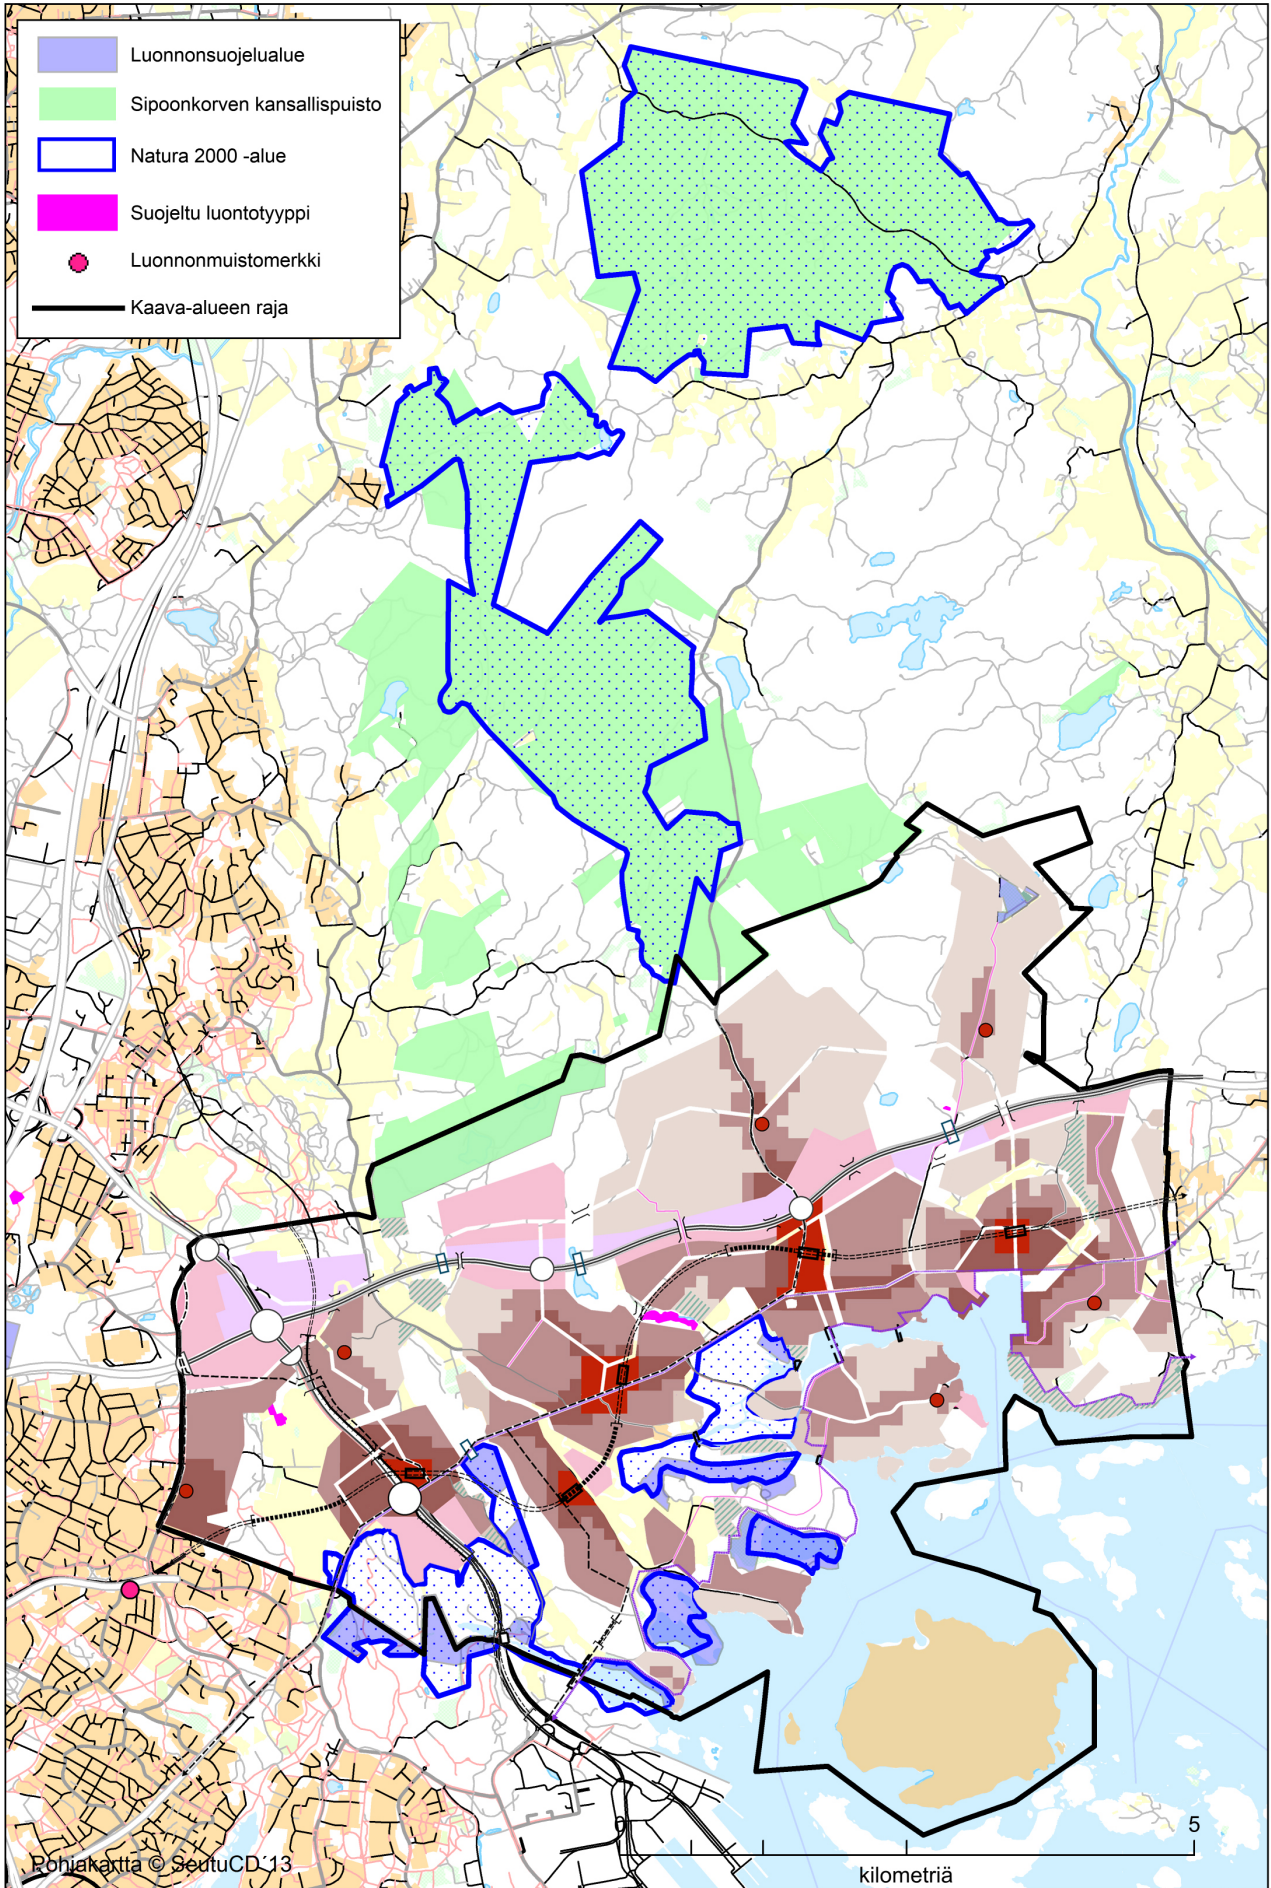 Luonnonsuojelualue
Sipoonkorven kansallispuisto
Natura 2000 -alue
Suojeltu luontotyyppi
Luonnonmuistomerkki
Kaava-alueen raja
5
kilometriä
Pohjakartta © SeutuCD´13